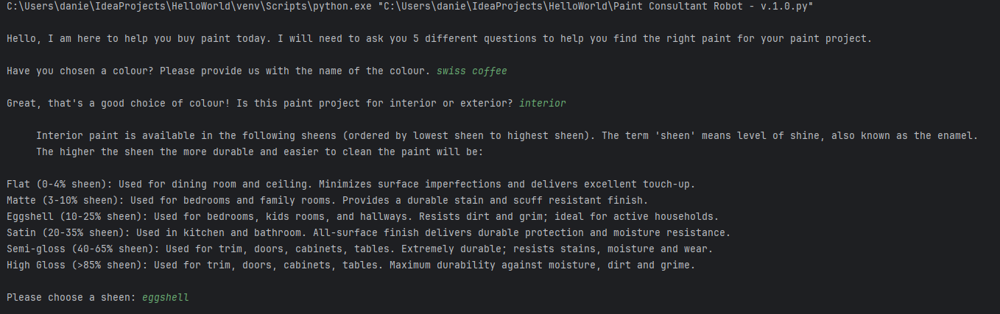 C:\Users\danie\IdeaProjects\HelloWorld\venv\Scripts\python.exe "C:\Users\danie\IdeaProjects\HelloWorld\Paint Consultant Robot - v.1.0.py"
Hello, I am here to help you buy paint today. I will need to ask you 5 different questions to help you find the right paint for your paint project.
Have you chosen a colour? Please provide us with the name of the colour. swiss coffee
Great, that's a good choice of colour! Is this paint project for interior or exterior? interior
Interior paint is available in the following sheens (ordered by lowest sheen to highest sheen). The term 'sheen' means level of shine, also known as the enamel.
The higher the sheen the more durable and easier to clean the paint will be:
Flat (0-4% sheen): Used for dining room and ceiling. Minimizes surface imperfections and delivers excellent touch-up.
Matte (3-10% sheen): Used for bedrooms and family rooms. Provides a durable stain and scuff resistant finish.
Eggshell (10-25% sheen): Used for bedrooms, kids rooms, and hallways. Resists dirt and grim; ideal for active households.
Satin (20-35% sheen): Used in kitchen and bathroom. All-surface finish delivers durable protection and moisture resistance.
Semi-gloss (40-65% sheen): Used for trim, doors, cabinets, tables. Extremely durable; resists stains, moisture and wear.
High Gloss (>85% sheen): Used for trim, doors, cabinets, tables. Maximum durability against moisture, dirt and grime.
Please choose a sheen: eggshell